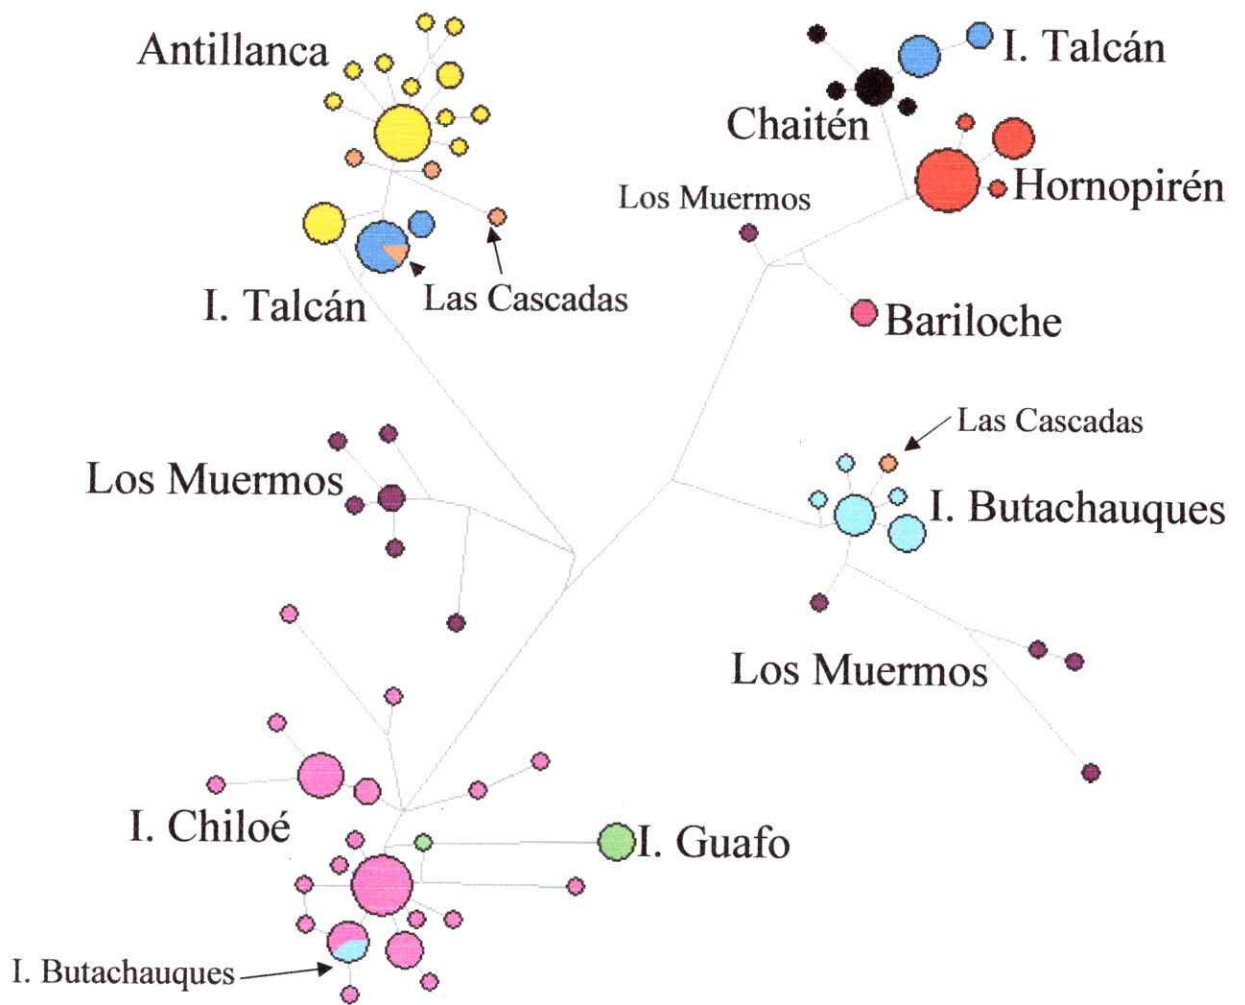 Antillanca
I. Talcán
Chaitén
Los Muermos
Hornopirén
I. Talcán
Las Cascadas
Bariloche
Las Cascadas
Los Muermos
I. Butachauques
Los Muermos
I. Chiloé
I. Guafo
I. Butachauques